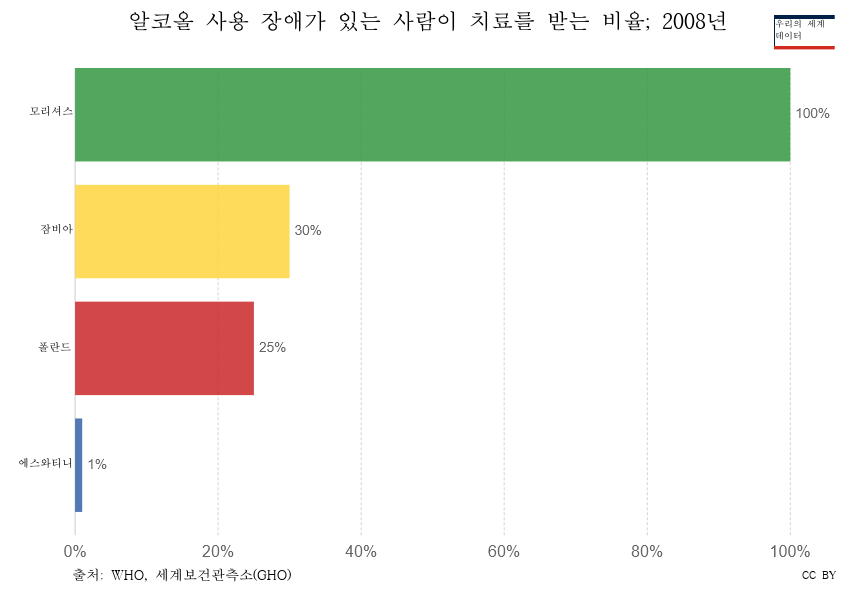 알코올 사용 장애가 있는 사람이 치료를 받는 비율; 2008년
우리의 세계
데이터
모리셔스
100%
잠비아
30%
폴란드
25%
에스와티니
1%
0% 20% 40% 60% 80% 100%
출처: WHO, 세계보건관측소(GHO)
CC BY